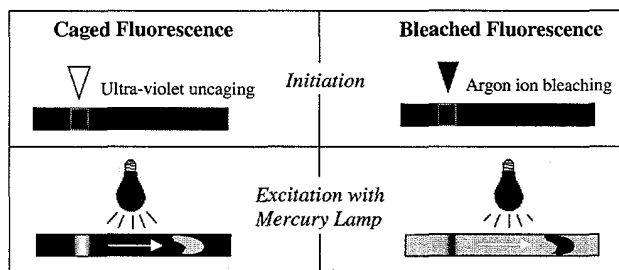 Caged Fluorescence
Bleached Fluorescence
Ultra-violet uncaging
Initiation
Argon ion bleaching
Excitation with
Mercury Lamp